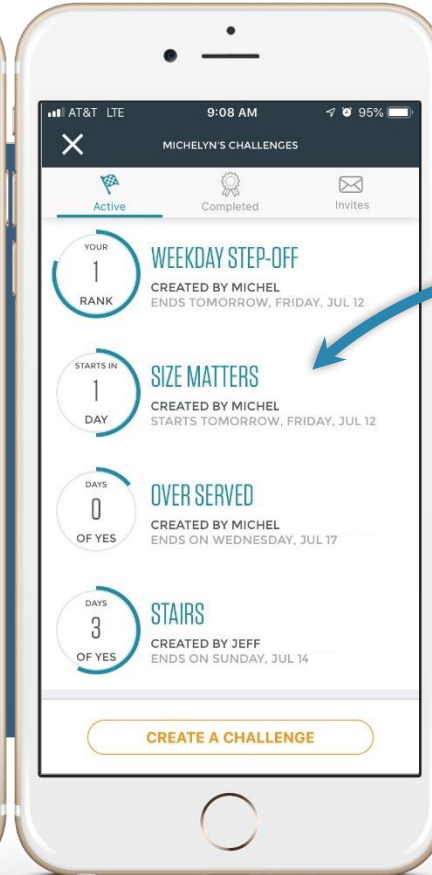 AT&T LTE 9:08 AM 95%
MICHELYN'S CHALLENGES
Active Completed Invites
YOUR
1
RANK
WEEKDAY STEP-OFF
CREATED BY MICHEL
ENDS TOMORROW, FRIDAY, JUL 12
STARTS IN
1
DAY
SIZE MATTERS
CREATED BY MICHEL
STARTS TOMORROW, FRIDAY, JUL 12
DAYS
0
OF YES
OVER SERVED
CREATED BY MICHEL
ENDS ON WEDNESDAY, JUL 17
DAYS
3
OF YES
STAIRS
CREATED BY JEFF
ENDS ON SUNDAY, JUL 14
CREATE A CHALLENGE